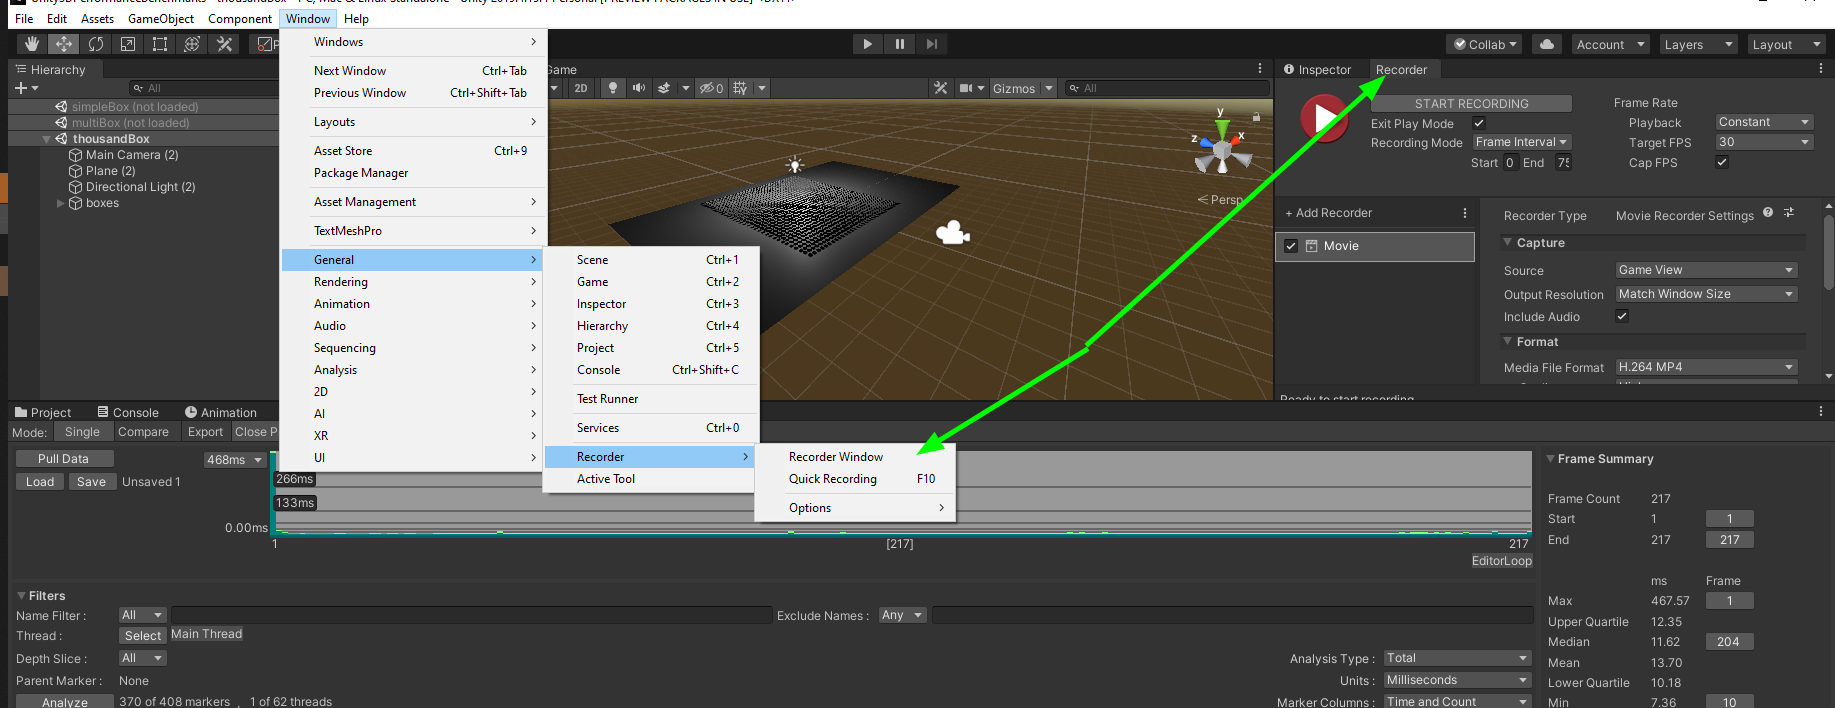 File Edit Assets GameObject Component Window Help
Collab Account Layers Layout
Hierarchy
All
simpleBox (not loaded)
multiBox (not loaded)
thousandBox
Main Camera (2)
Plane (2)
Directional Light (2)
boxes
Windows
Next Window Ctrl+Tab
Previous Window Ctrl+Shift+Tab
Layouts
Asset Store Ctrl+9
Package Manager
Asset Management
TextMeshPro
General
Rendering
Animation
Audio
Sequencing
Analysis
2D
AI
XR
UI
Scene Ctrl+1
Game Ctrl+2
Inspector Ctrl+3
Hierarchy Ctrl+4
Project Ctrl+5
Console Ctrl+Shift+C
Test Runner
Services Ctrl+0
Recorder
Active Tool
Recorder Window
Quick Recording F10
Options
Game
2D 0 Gizmos All
y
z x
Persp
Inspector Recorder
START RECORDING
Exit Play Mode
Recording Mode Frame Interval
Start 0 End 75
Frame Rate
Playback Constant
Target FPS 30
Cap FPS
+ Add Recorder
Movie
Recorder Type Movie Recorder Settings
Capture
Source Game View
Output Resolution Match Window Size
Include Audio
Format
Media File Format H.264 MP4
Ready to start recording
Project Console Animation
Mode: Single Compare Export Close P
Pull Data 468ms
Load Save Unsaved 1
266ms
133ms
0.00ms
1 [217] 217
EditorLoop
Filters
Name Filter : All Exclude Names : Any
Thread : Select Main Thread
Depth Slice : All
Parent Marker : None
Analyze 370 of 408 markers , 1 of 62 threads
Analysis Type : Total
Units : Milliseconds
Marker Columns : Time and Count
Frame Summary
Frame Count 217
Start 1 1
End 217 217
ms Frame
Max 467.57 1
Upper Quartile 12.35
Median 11.62 204
Mean 13.70
Lower Quartile 10.18
Min 7.36 10